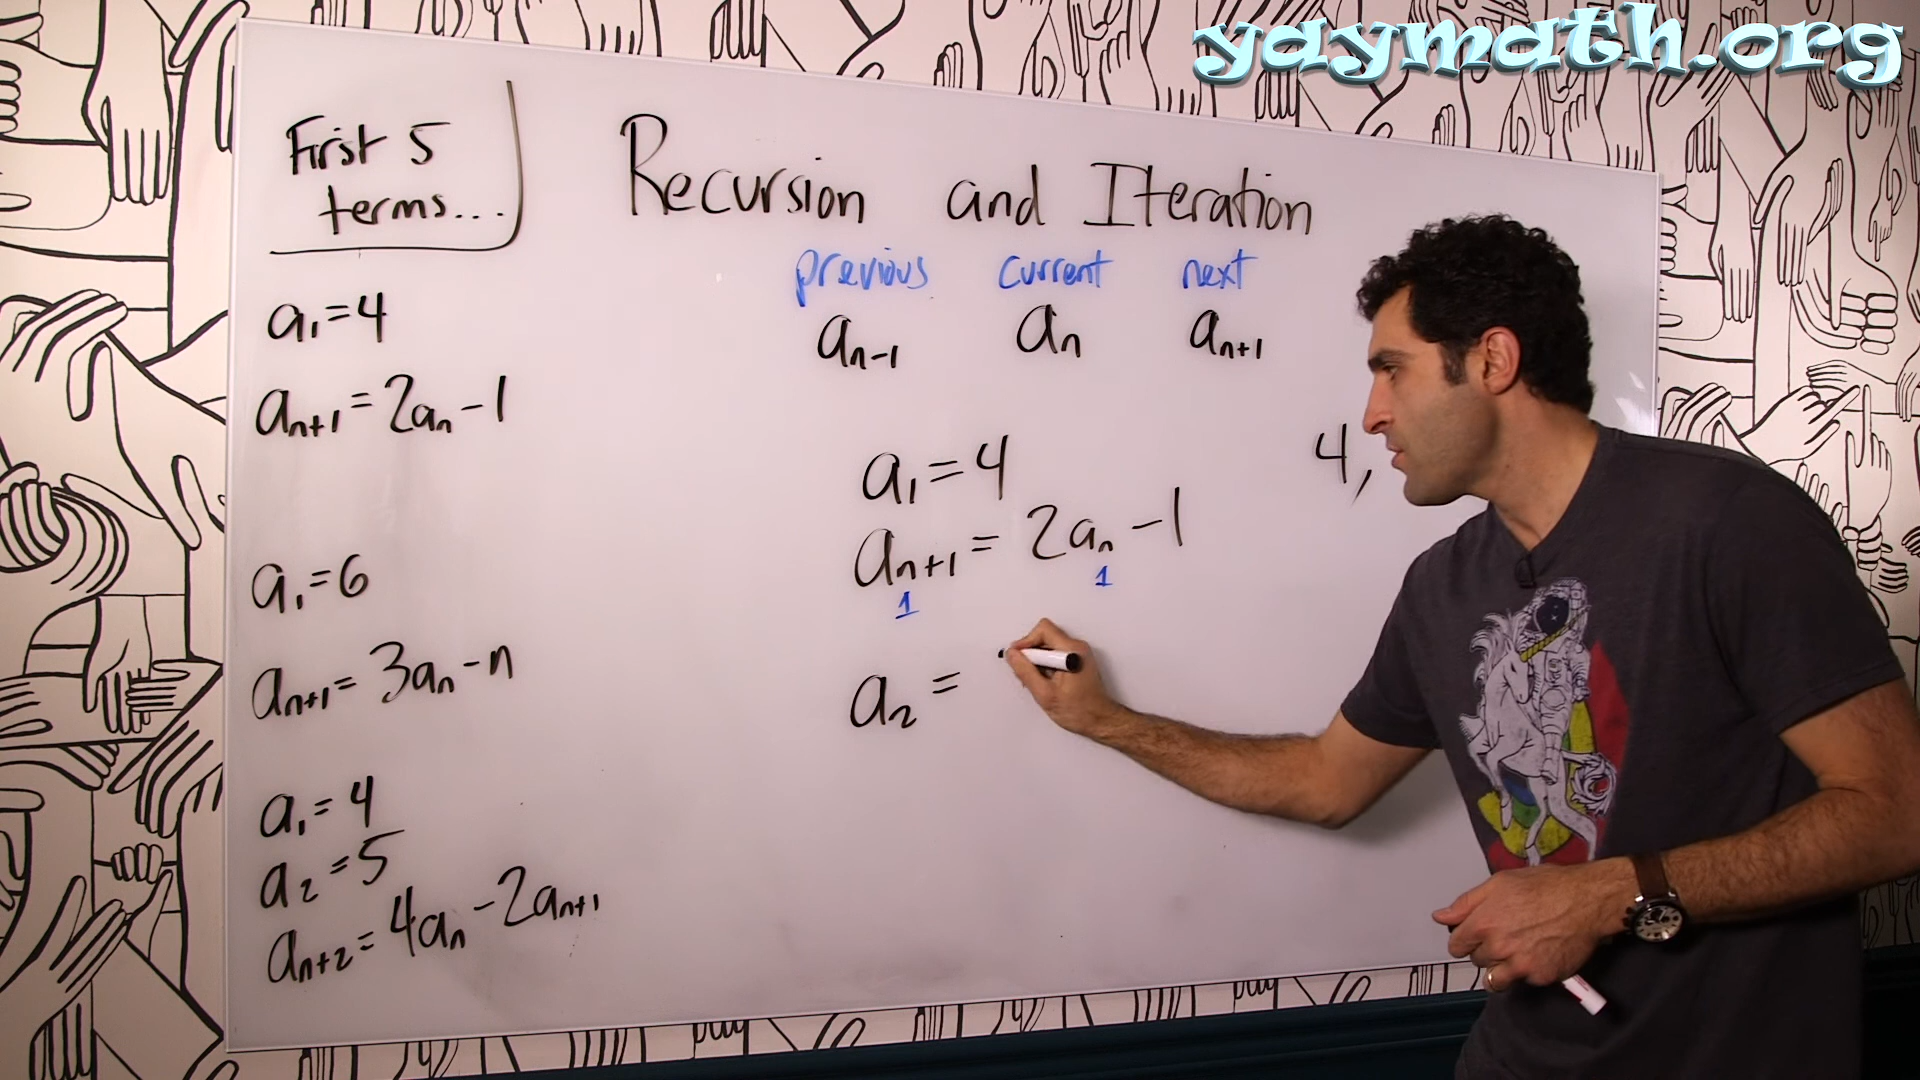 yaymath.org
First 5
terms...
a₁=4
aₙ₊₁=2aₙ-1
a₁=6
aₙ₊₁=3aₙ-n
a₁=4
a₂=5
aₙ₊₂=4aₙ-2aₙ₊₁
Recursion and Iteration
previous current next
aₙ₋₁ aₙ aₙ₊₁
a₁=4
4,
aₙ₊₁=2aₙ-1
1 1
a₂=